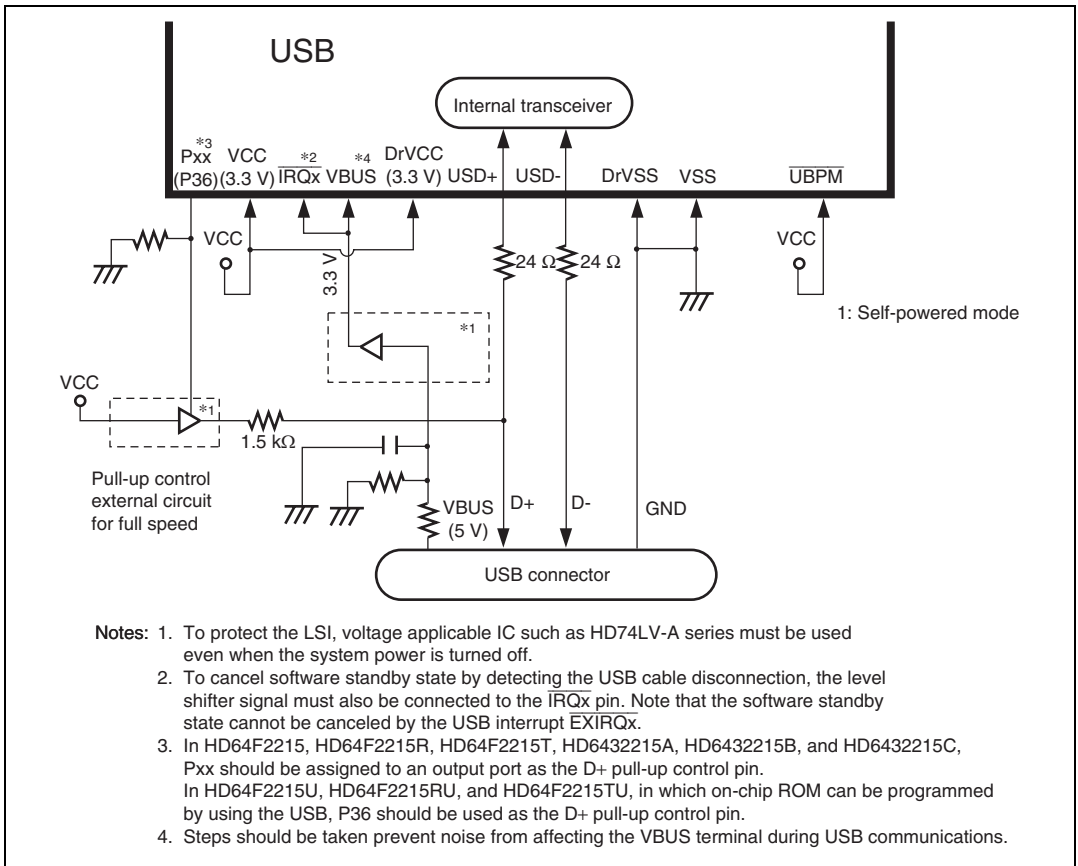 USB
Internal transceiver
*3 *2 *4
Pxx VCC DrVCC
(P36) (3.3 V) IRQx VBUS (3.3 V) USD+ USD- DrVSS VSS UBPM
VCC VCC
3.3 V
24 Ω 24 Ω
1: Self-powered mode
*1
VCC
*1
1.5 kΩ
Pull-up control
external circuit
for full speed
VBUS
(5 V)
D+ D- GND
USB connector
Notes: 1. To protect the LSI, voltage applicable IC such as HD74LV-A series must be used
even when the system power is turned off.
2. To cancel software standby state by detecting the USB cable disconnection, the level
shifter signal must also be connected to the IRQx pin. Note that the software standby
state cannot be canceled by the USB interrupt EXIRQx.
3. In HD64F2215, HD64F2215R, HD64F2215T, HD6432215A, HD6432215B, and HD6432215C,
Pxx should be assigned to an output port as the D+ pull-up control pin.
In HD64F2215U, HD64F2215RU, and HD64F2215TU, in which on-chip ROM can be programmed
by using the USB, P36 should be used as the D+ pull-up control pin.
4. Steps should be taken prevent noise from affecting the VBUS terminal during USB communications.